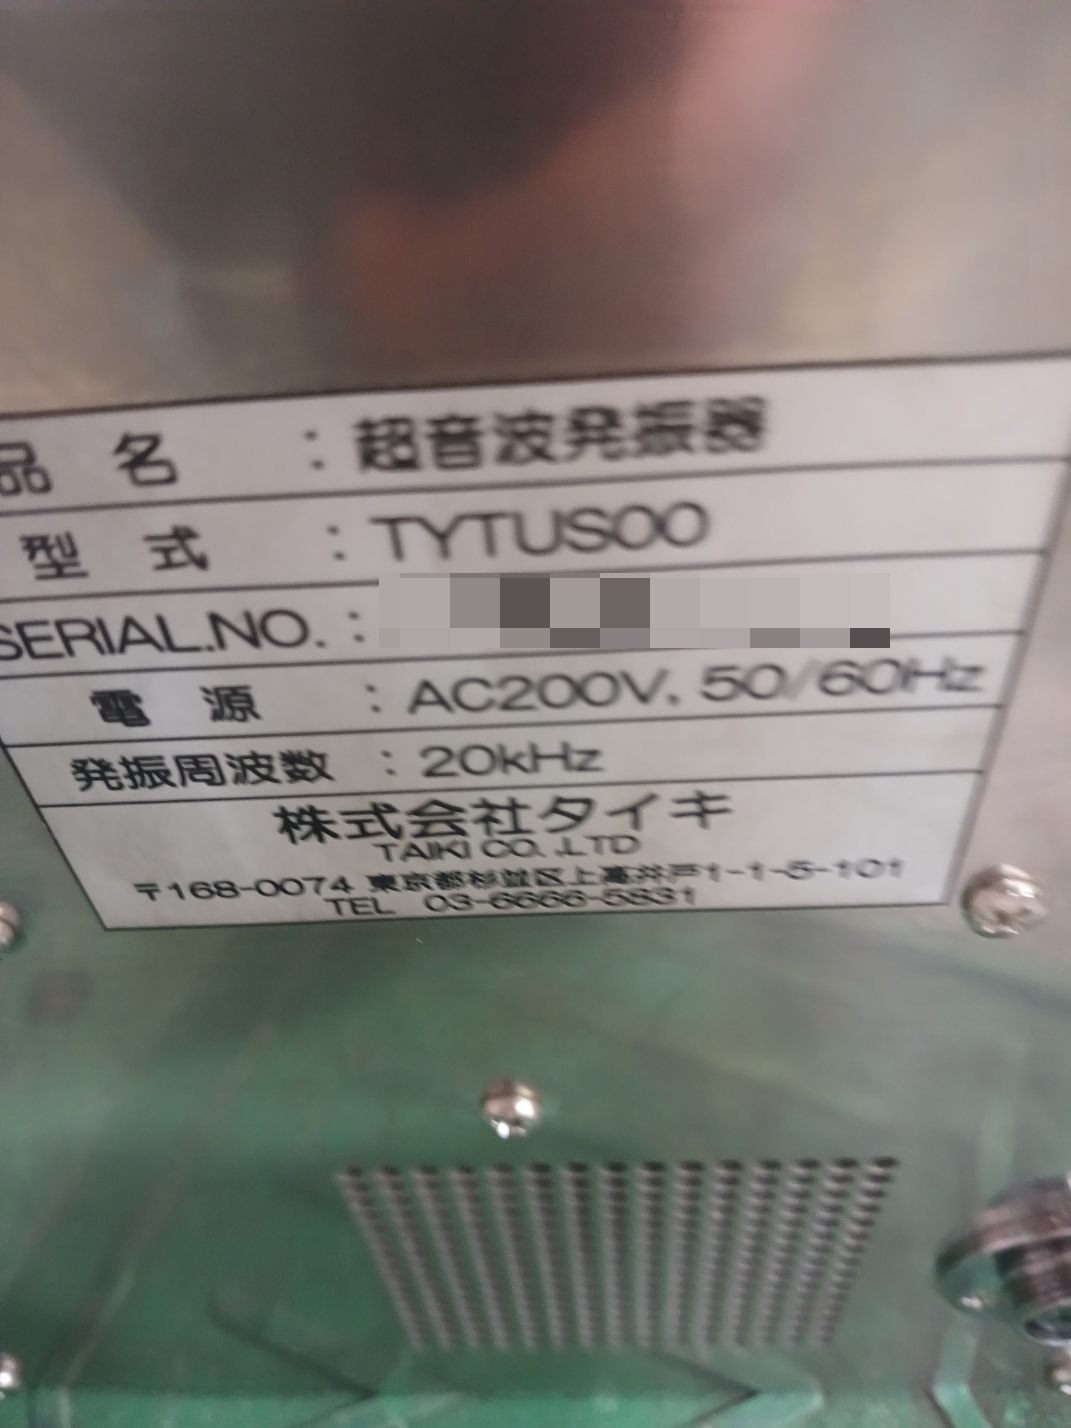 品名 : 超音波発振器
型式 : TYTUS00
SERIAL.NO. :
電源 : AC200V, 50/60Hz
発振周波数 : 20kHz
株式会社タイキ
TAIKI CO.,LTD
〒168-0074 東京都杉並区上高井戸1-1-5-101
TEL 03-6666-5831